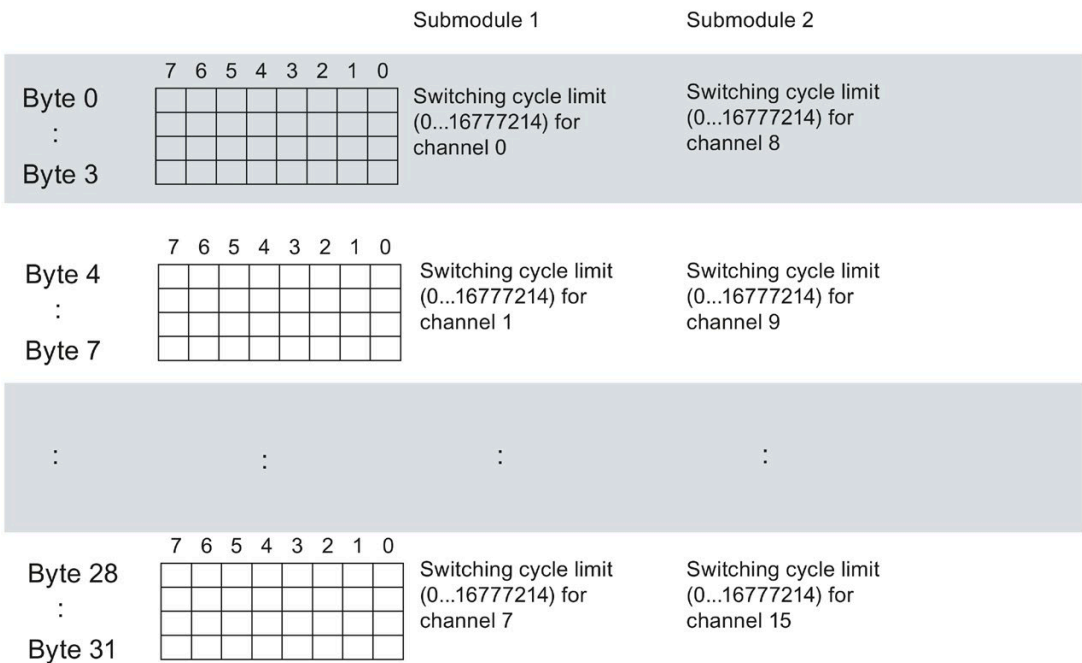 Submodule 1 Submodule 2
7 6 5 4 3 2 1 0
Byte 0
:
Byte 3
Switching cycle limit
(0...16777214) for
channel 0
Switching cycle limit
(0...16777214) for
channel 8
7 6 5 4 3 2 1 0
Byte 4
:
Byte 7
Switching cycle limit
(0...16777214) for
channel 1
Switching cycle limit
(0...16777214) for
channel 9
: : : :
7 6 5 4 3 2 1 0
Byte 28
:
Byte 31
Switching cycle limit
(0...16777214) for
channel 7
Switching cycle limit
(0...16777214) for
channel 15